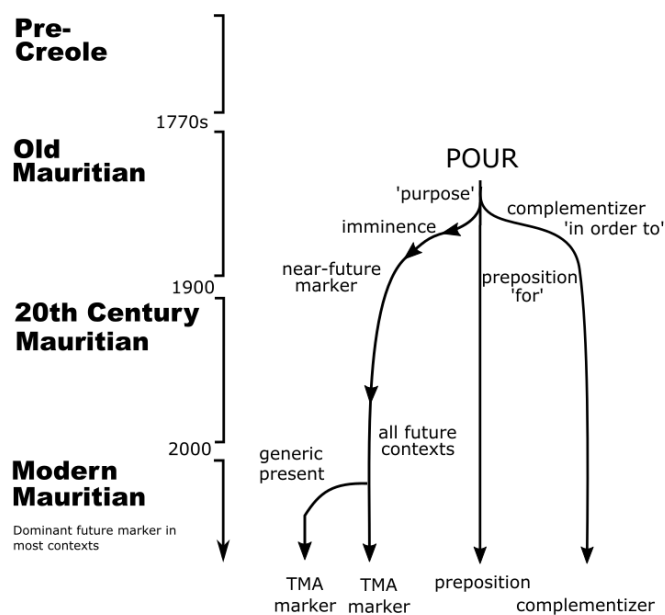 Pre-
Creole
1770s
Old
Mauritian
POUR
'purpose'
complementizer
'in order to'
imminence
near-future
marker
preposition
'for'
1900
20th Century
Mauritian
all future
contexts
2000
generic
present
Modern
Mauritian
Dominant future marker in
most contexts
TMA
marker
TMA
marker
preposition
complementizer